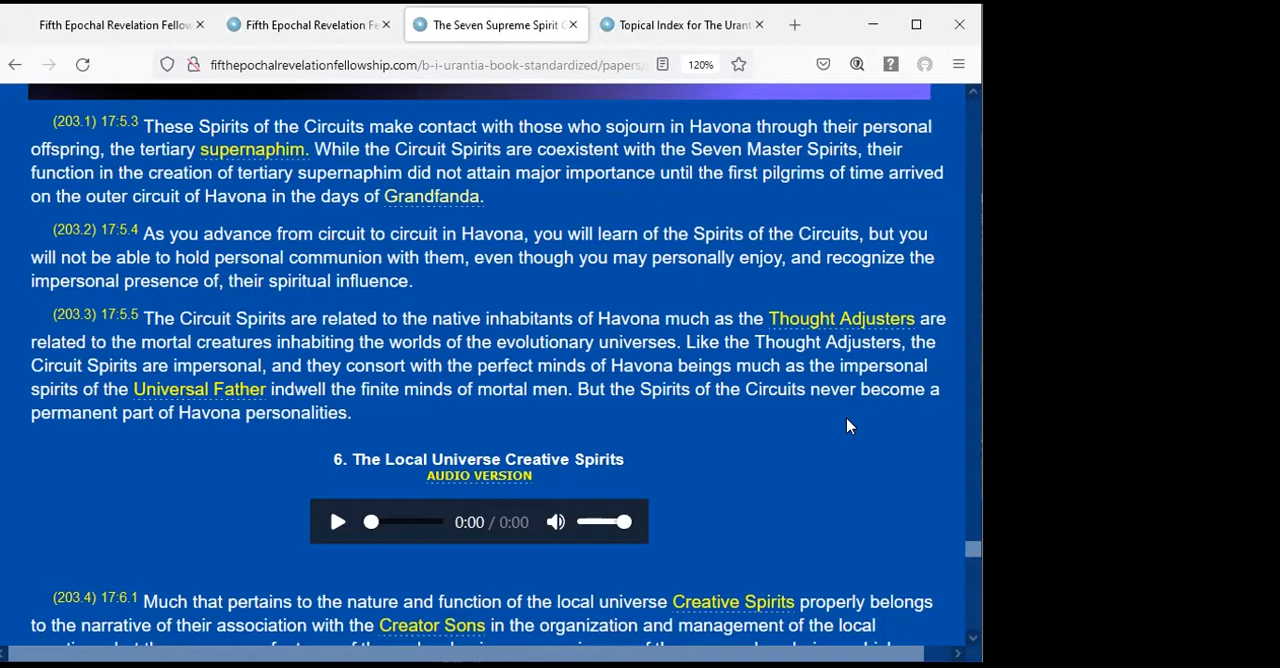 Fifth Epochal Revelation Fellow
Fifth Epochal Revelation Fe
The Seven Supreme Spirit
Topical Index for The Urant
fifthepochalrevelationfellowship.com/b-i-urantia-book-standardized/papers/
120%
(203.1) 17:5.3 These Spirits of the Circuits make contact with those who sojourn in Havona through their personal
offspring, the tertiary supernaphim. While the Circuit Spirits are coexistent with the Seven Master Spirits, their
function in the creation of tertiary supernaphim did not attain major importance until the first pilgrims of time arrived
on the outer circuit of Havona in the days of Grandfanda.
(203.2) 17:5.4 As you advance from circuit to circuit in Havona, you will learn of the Spirits of the Circuits, but you
will not be able to hold personal communion with them, even though you may personally enjoy, and recognize the
impersonal presence of, their spiritual influence.
(203.3) 17:5.5 The Circuit Spirits are related to the native inhabitants of Havona much as the Thought Adjusters are
related to the mortal creatures inhabiting the worlds of the evolutionary universes. Like the Thought Adjusters, the
Circuit Spirits are impersonal, and they consort with the perfect minds of Havona beings much as the impersonal
spirits of the Universal Father indwell the finite minds of mortal men. But the Spirits of the Circuits never become a
permanent part of Havona personalities.
6. The Local Universe Creative Spirits
AUDIO VERSION
0:00 / 0:00
(203.4) 17:6.1 Much that pertains to the nature and function of the local universe Creative Spirits properly belongs
to the narrative of their association with the Creator Sons in the organization and management of the local